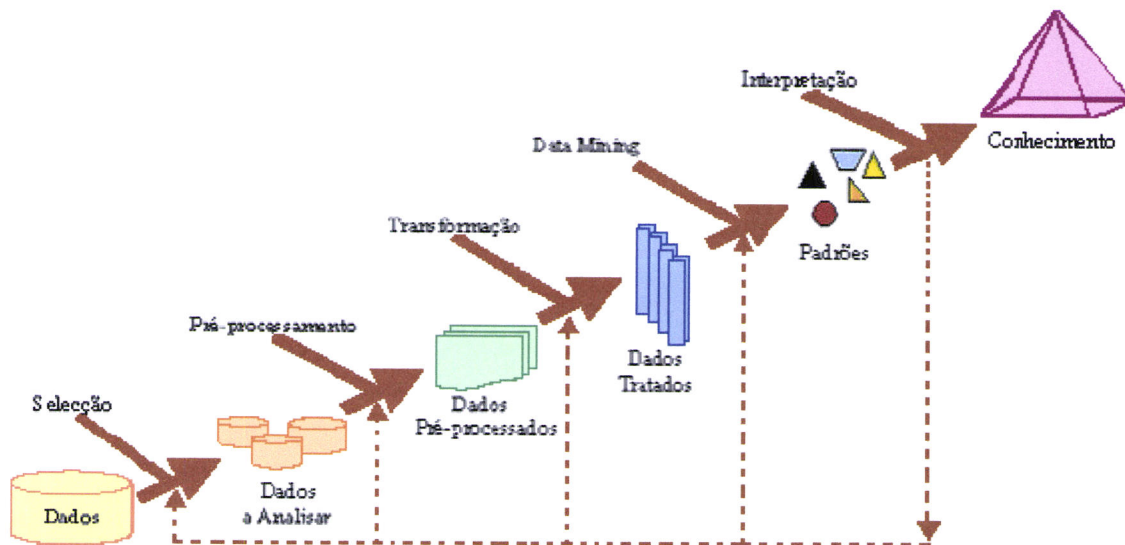 Interpretação
Conhecimento
Data Mining
Padrões
Transformação
Dados
Tratados
Pré-processamento
Dados
Pré-processados
Selecção
Dados
a Analisar
Dados